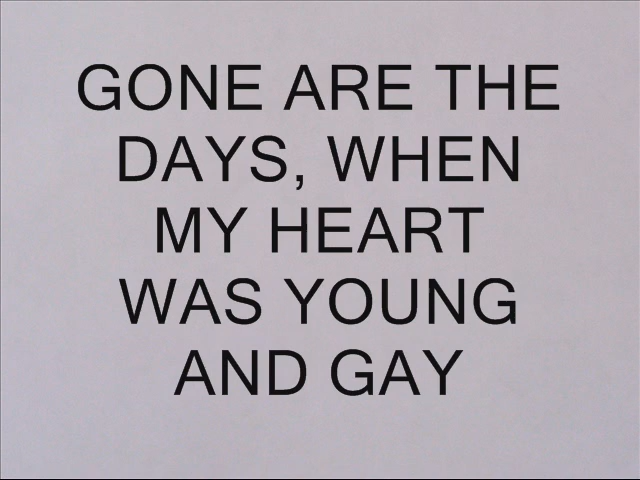 GONE ARE THE
DAYS, WHEN
MY HEART
WAS YOUNG
AND GAY